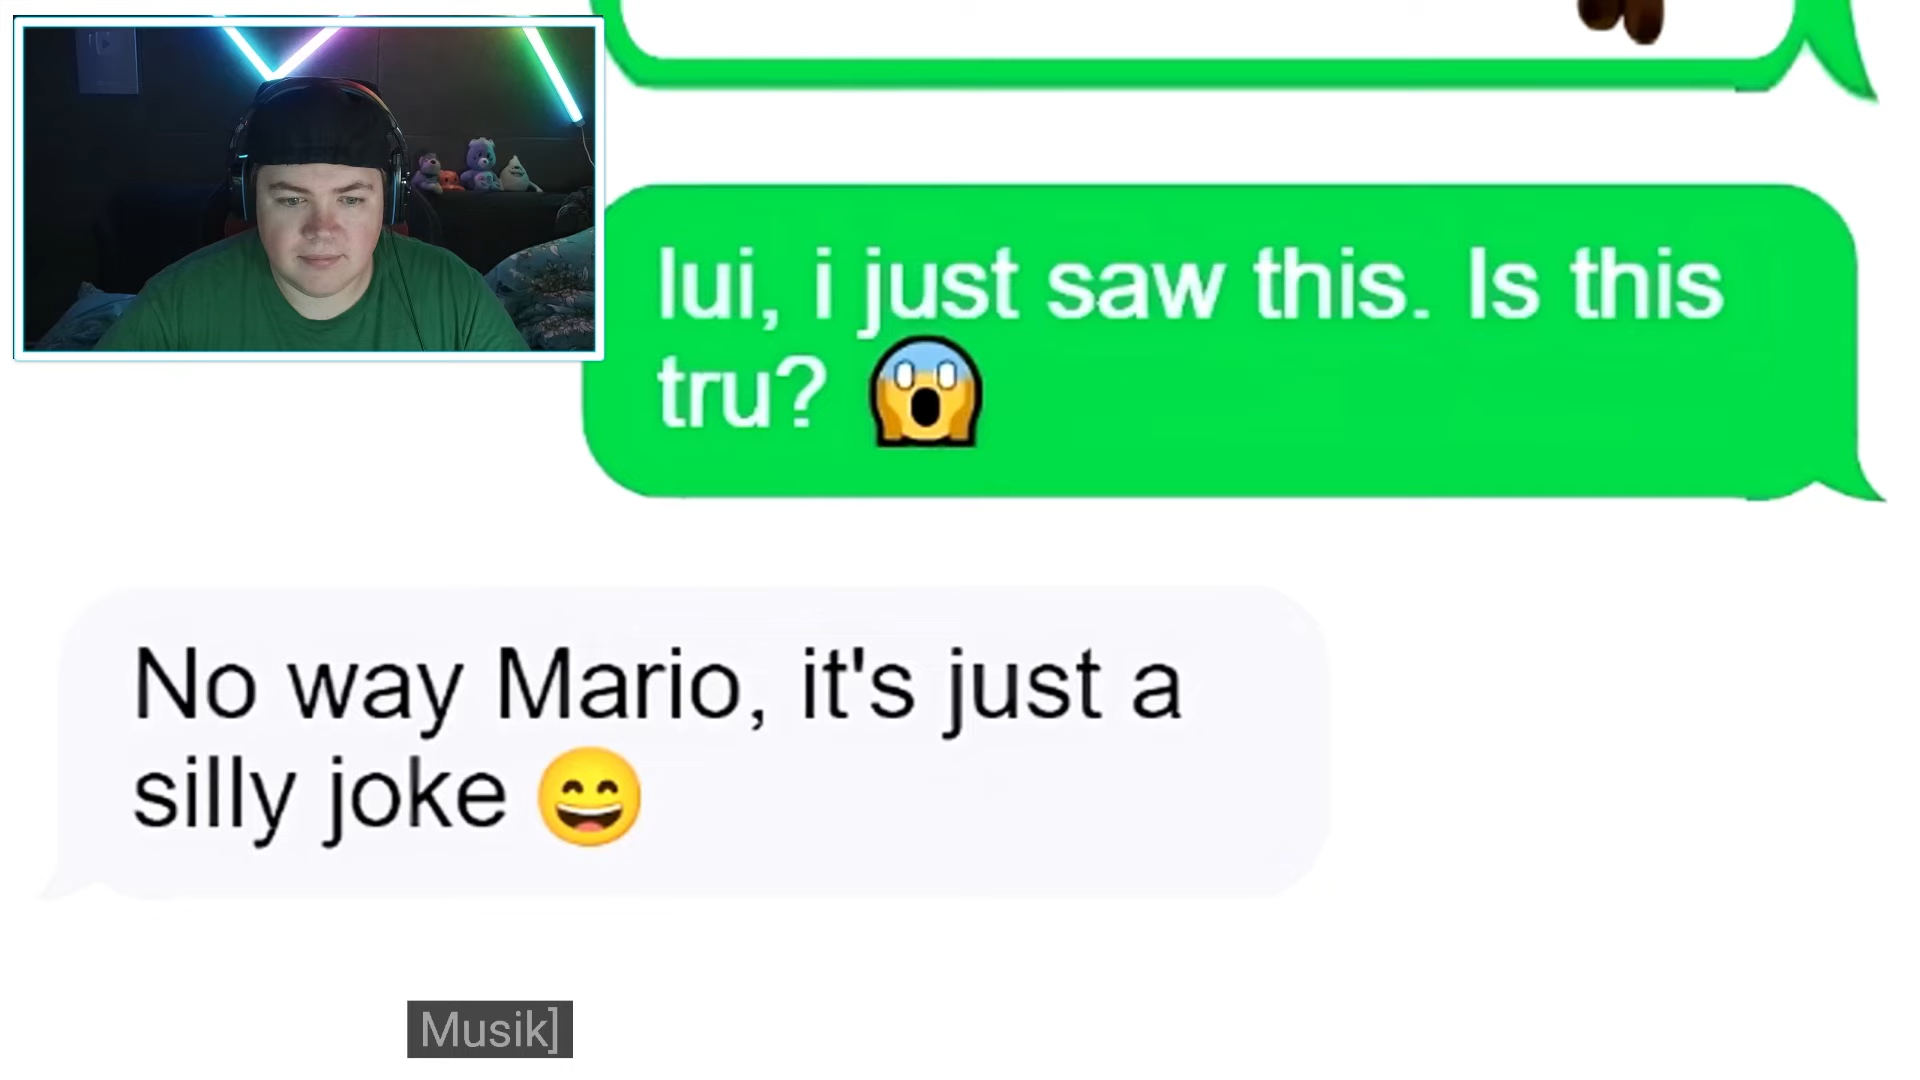 lui, i just saw this. Is this
tru? 😱
No way Mario, it's just a
silly joke 😄
Musik]